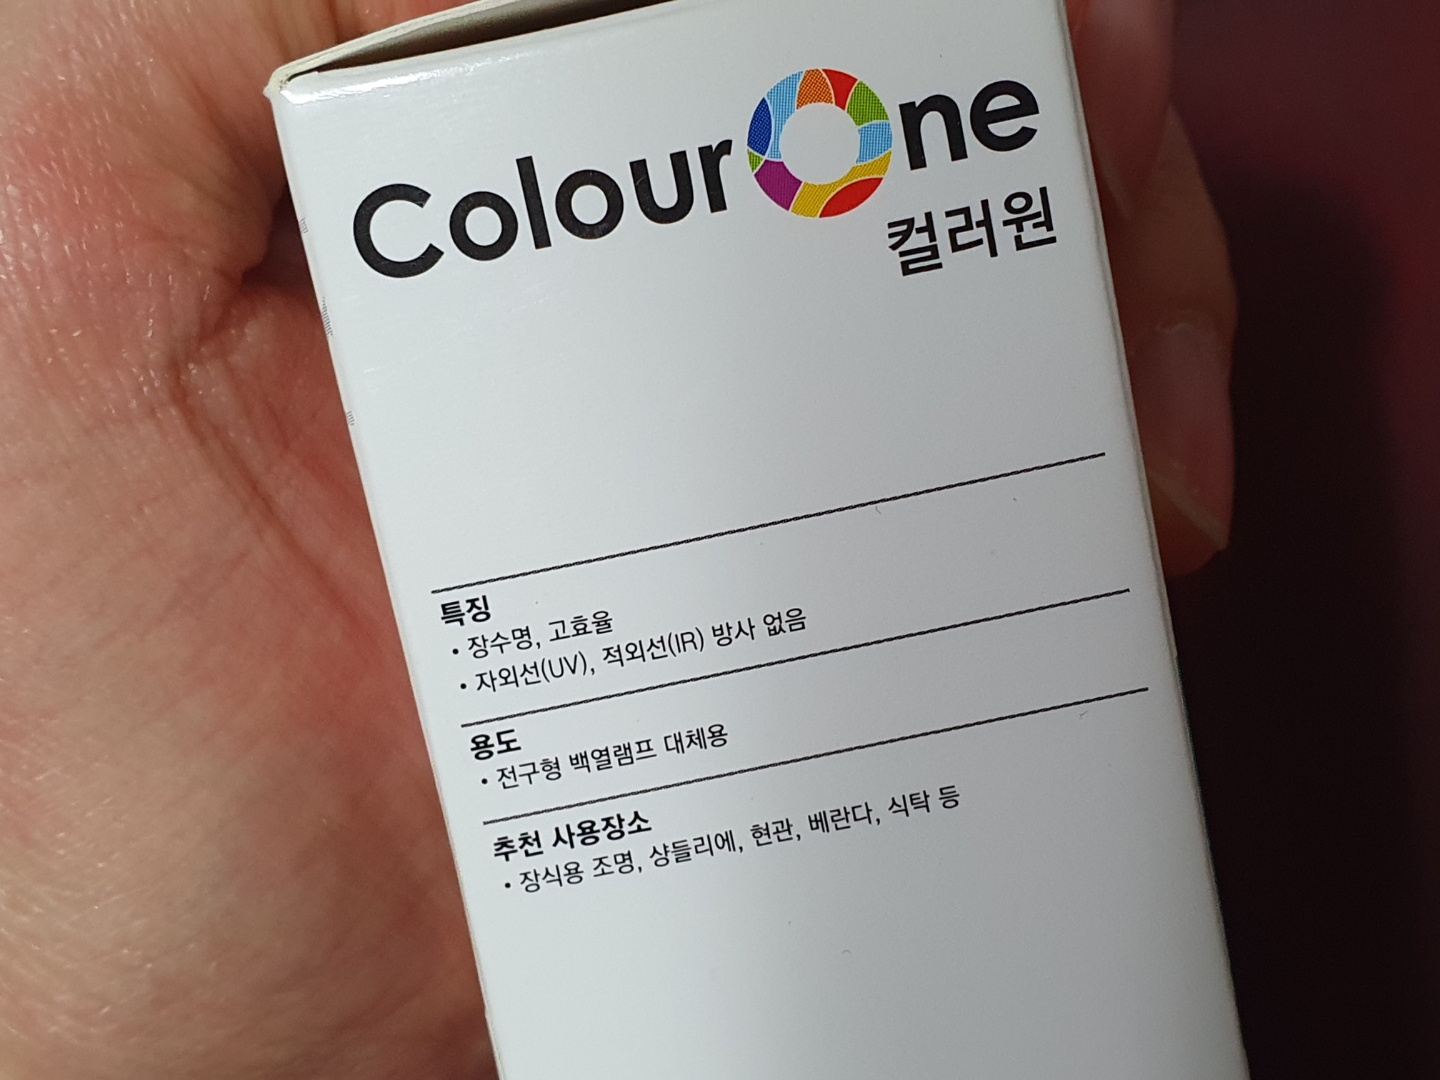 ColourOne
컬러원
특징
• 장수명, 고효율
• 자외선(UV), 적외선(IR) 방사 없음
용도
• 전구형 백열램프 대체용
추천 사용장소
• 장식용 조명, 샹들리에, 현관, 베란다, 식탁 등